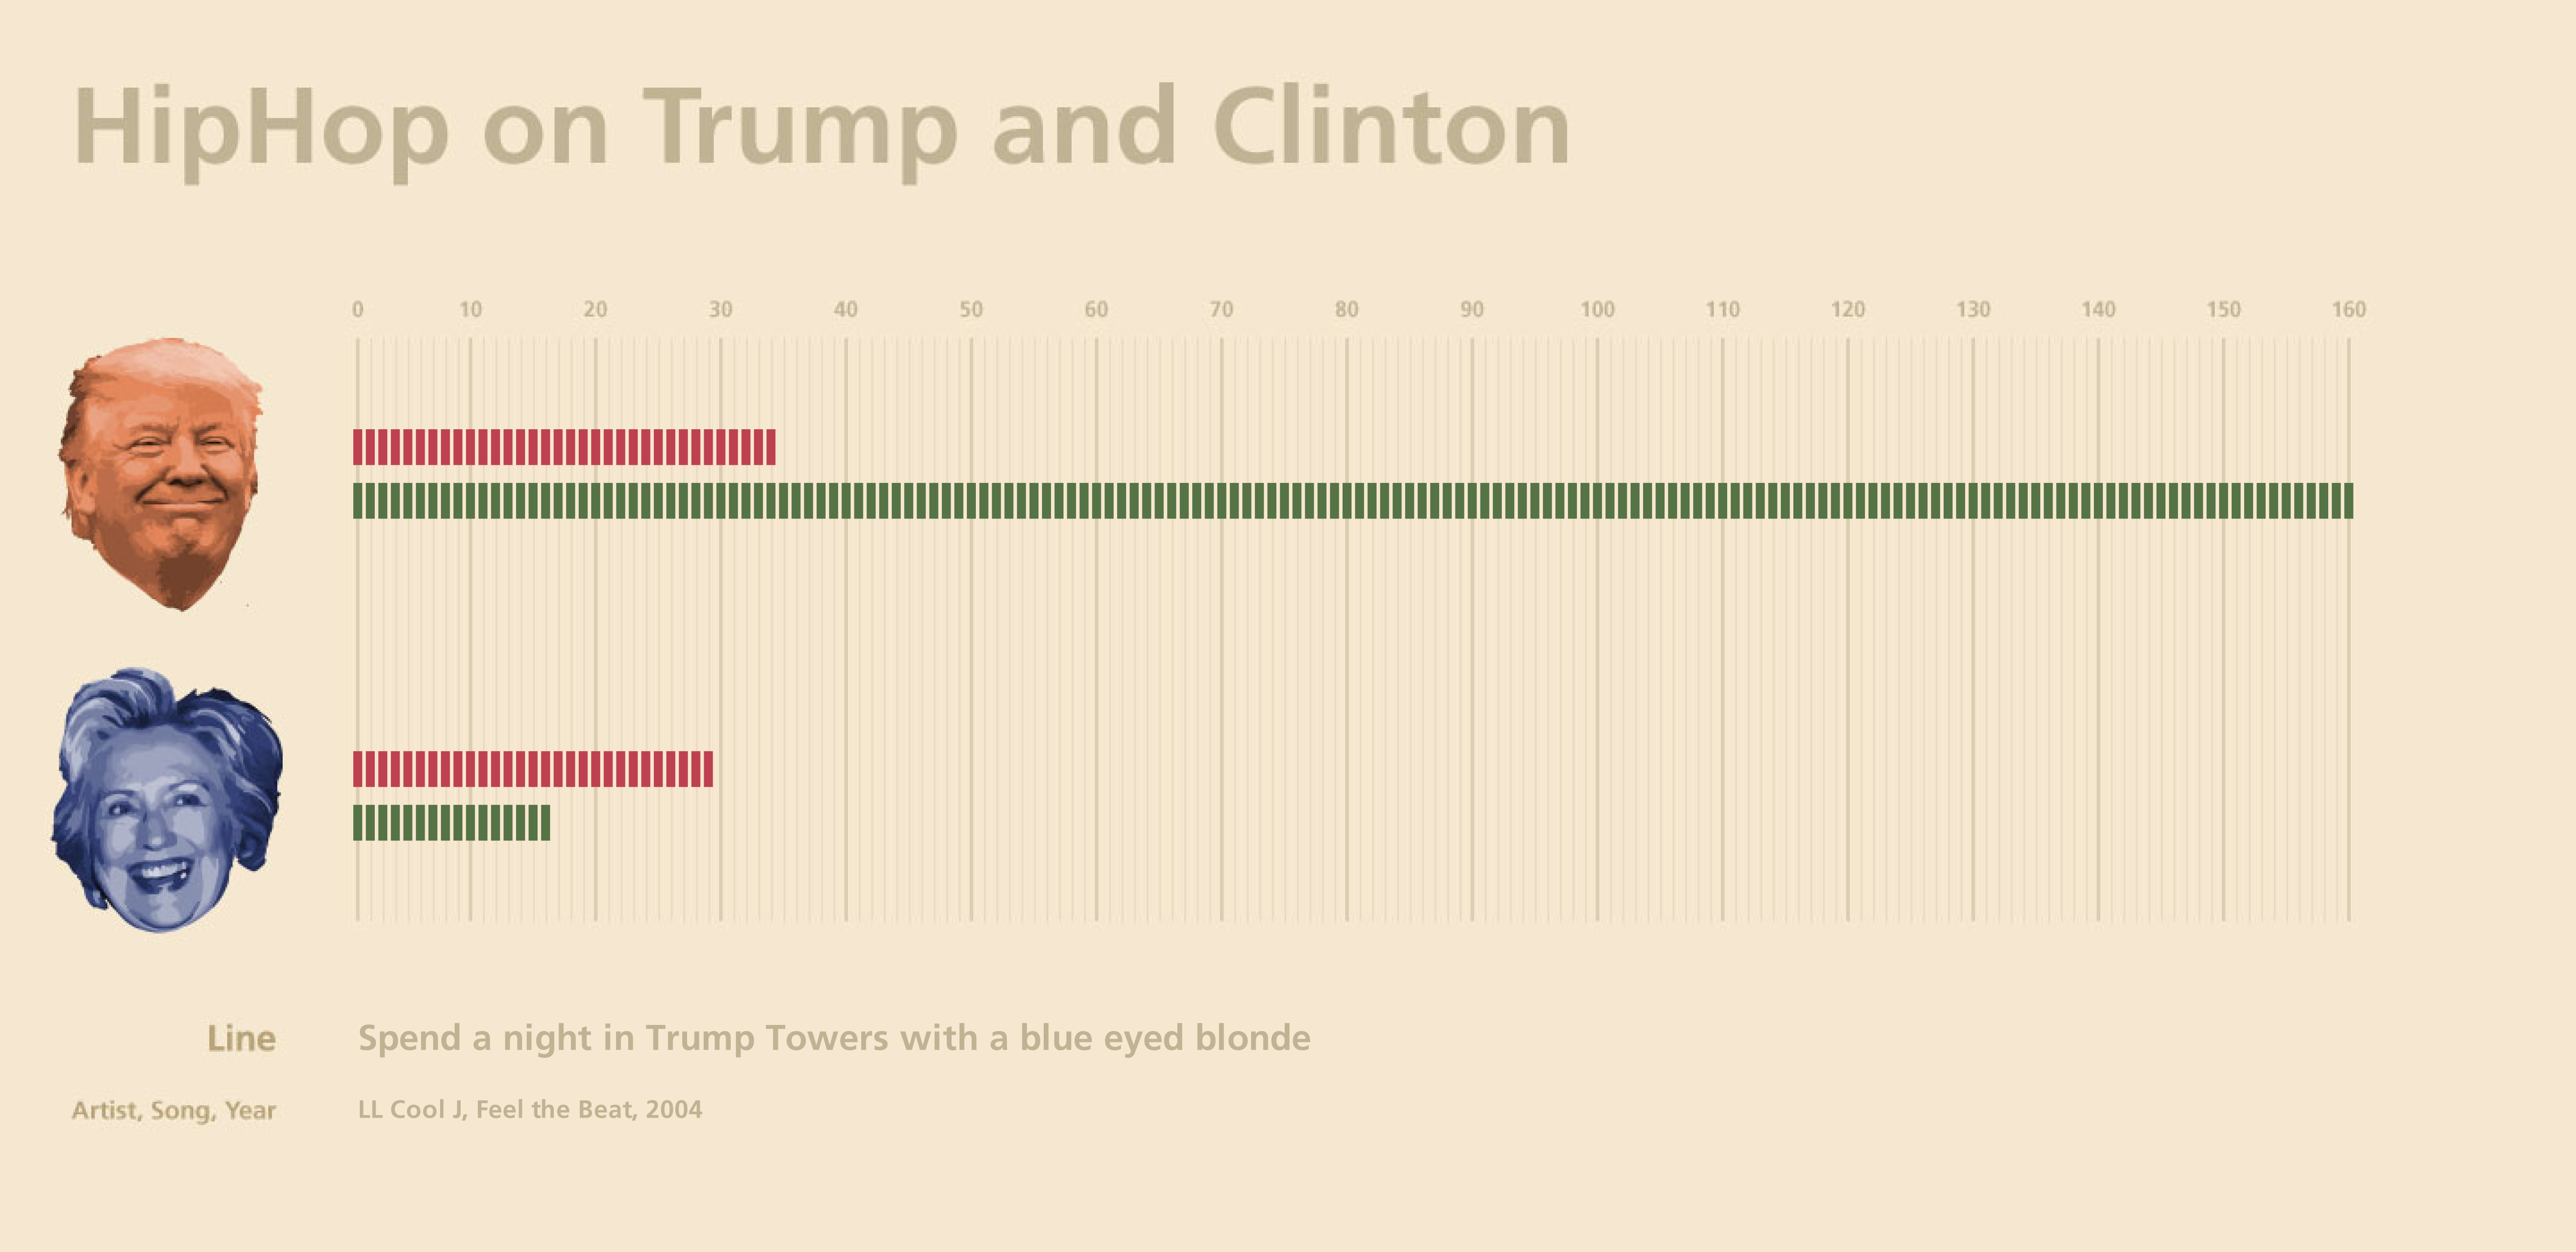 HipHop on Trump and Clinton
0 10 20 30 40 50 60 70 80 90 100 110 120 130 140 150 160
Line Spend a night in Trump Towers with a blue eyed blonde
Artist, Song, Year LL Cool J, Feel the Beat, 2004